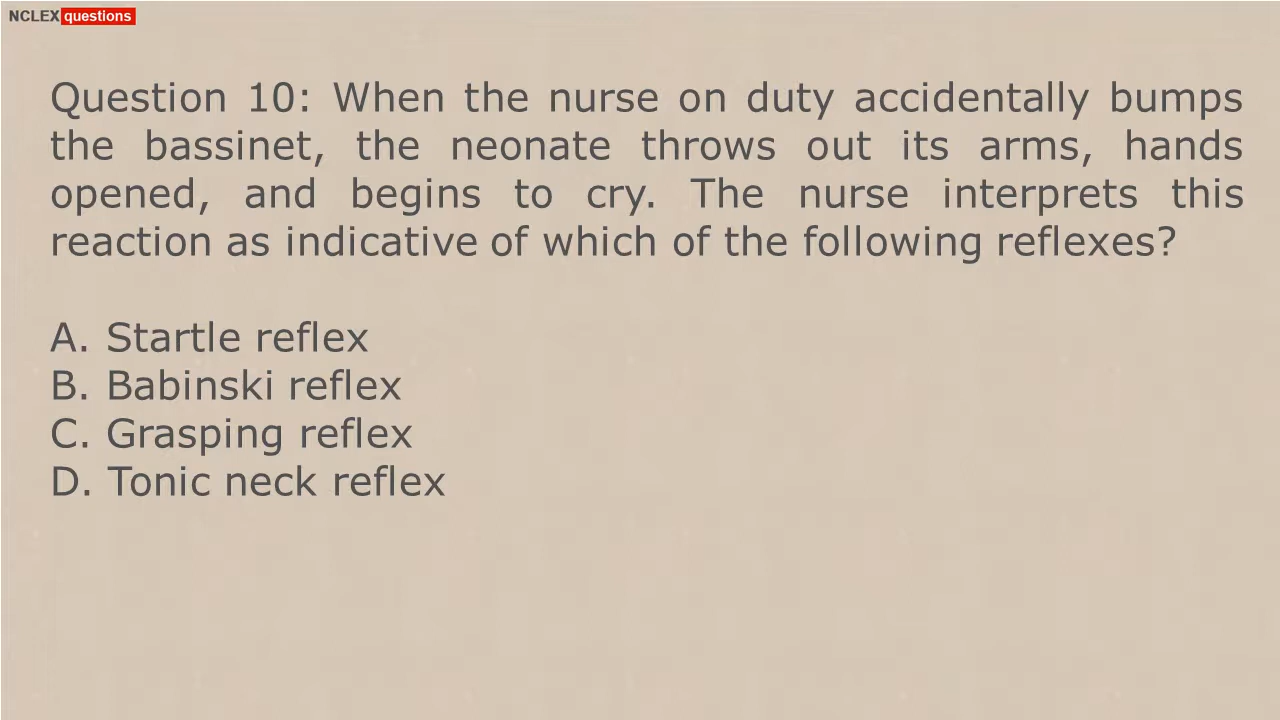 NCLEX questions
Question 10: When the nurse on duty accidentally bumps
the bassinet, the neonate throws out its arms, hands
opened, and begins to cry. The nurse interprets this
reaction as indicative of which of the following reflexes?
A. Startle reflex
B. Babinski reflex
C. Grasping reflex
D. Tonic neck reflex